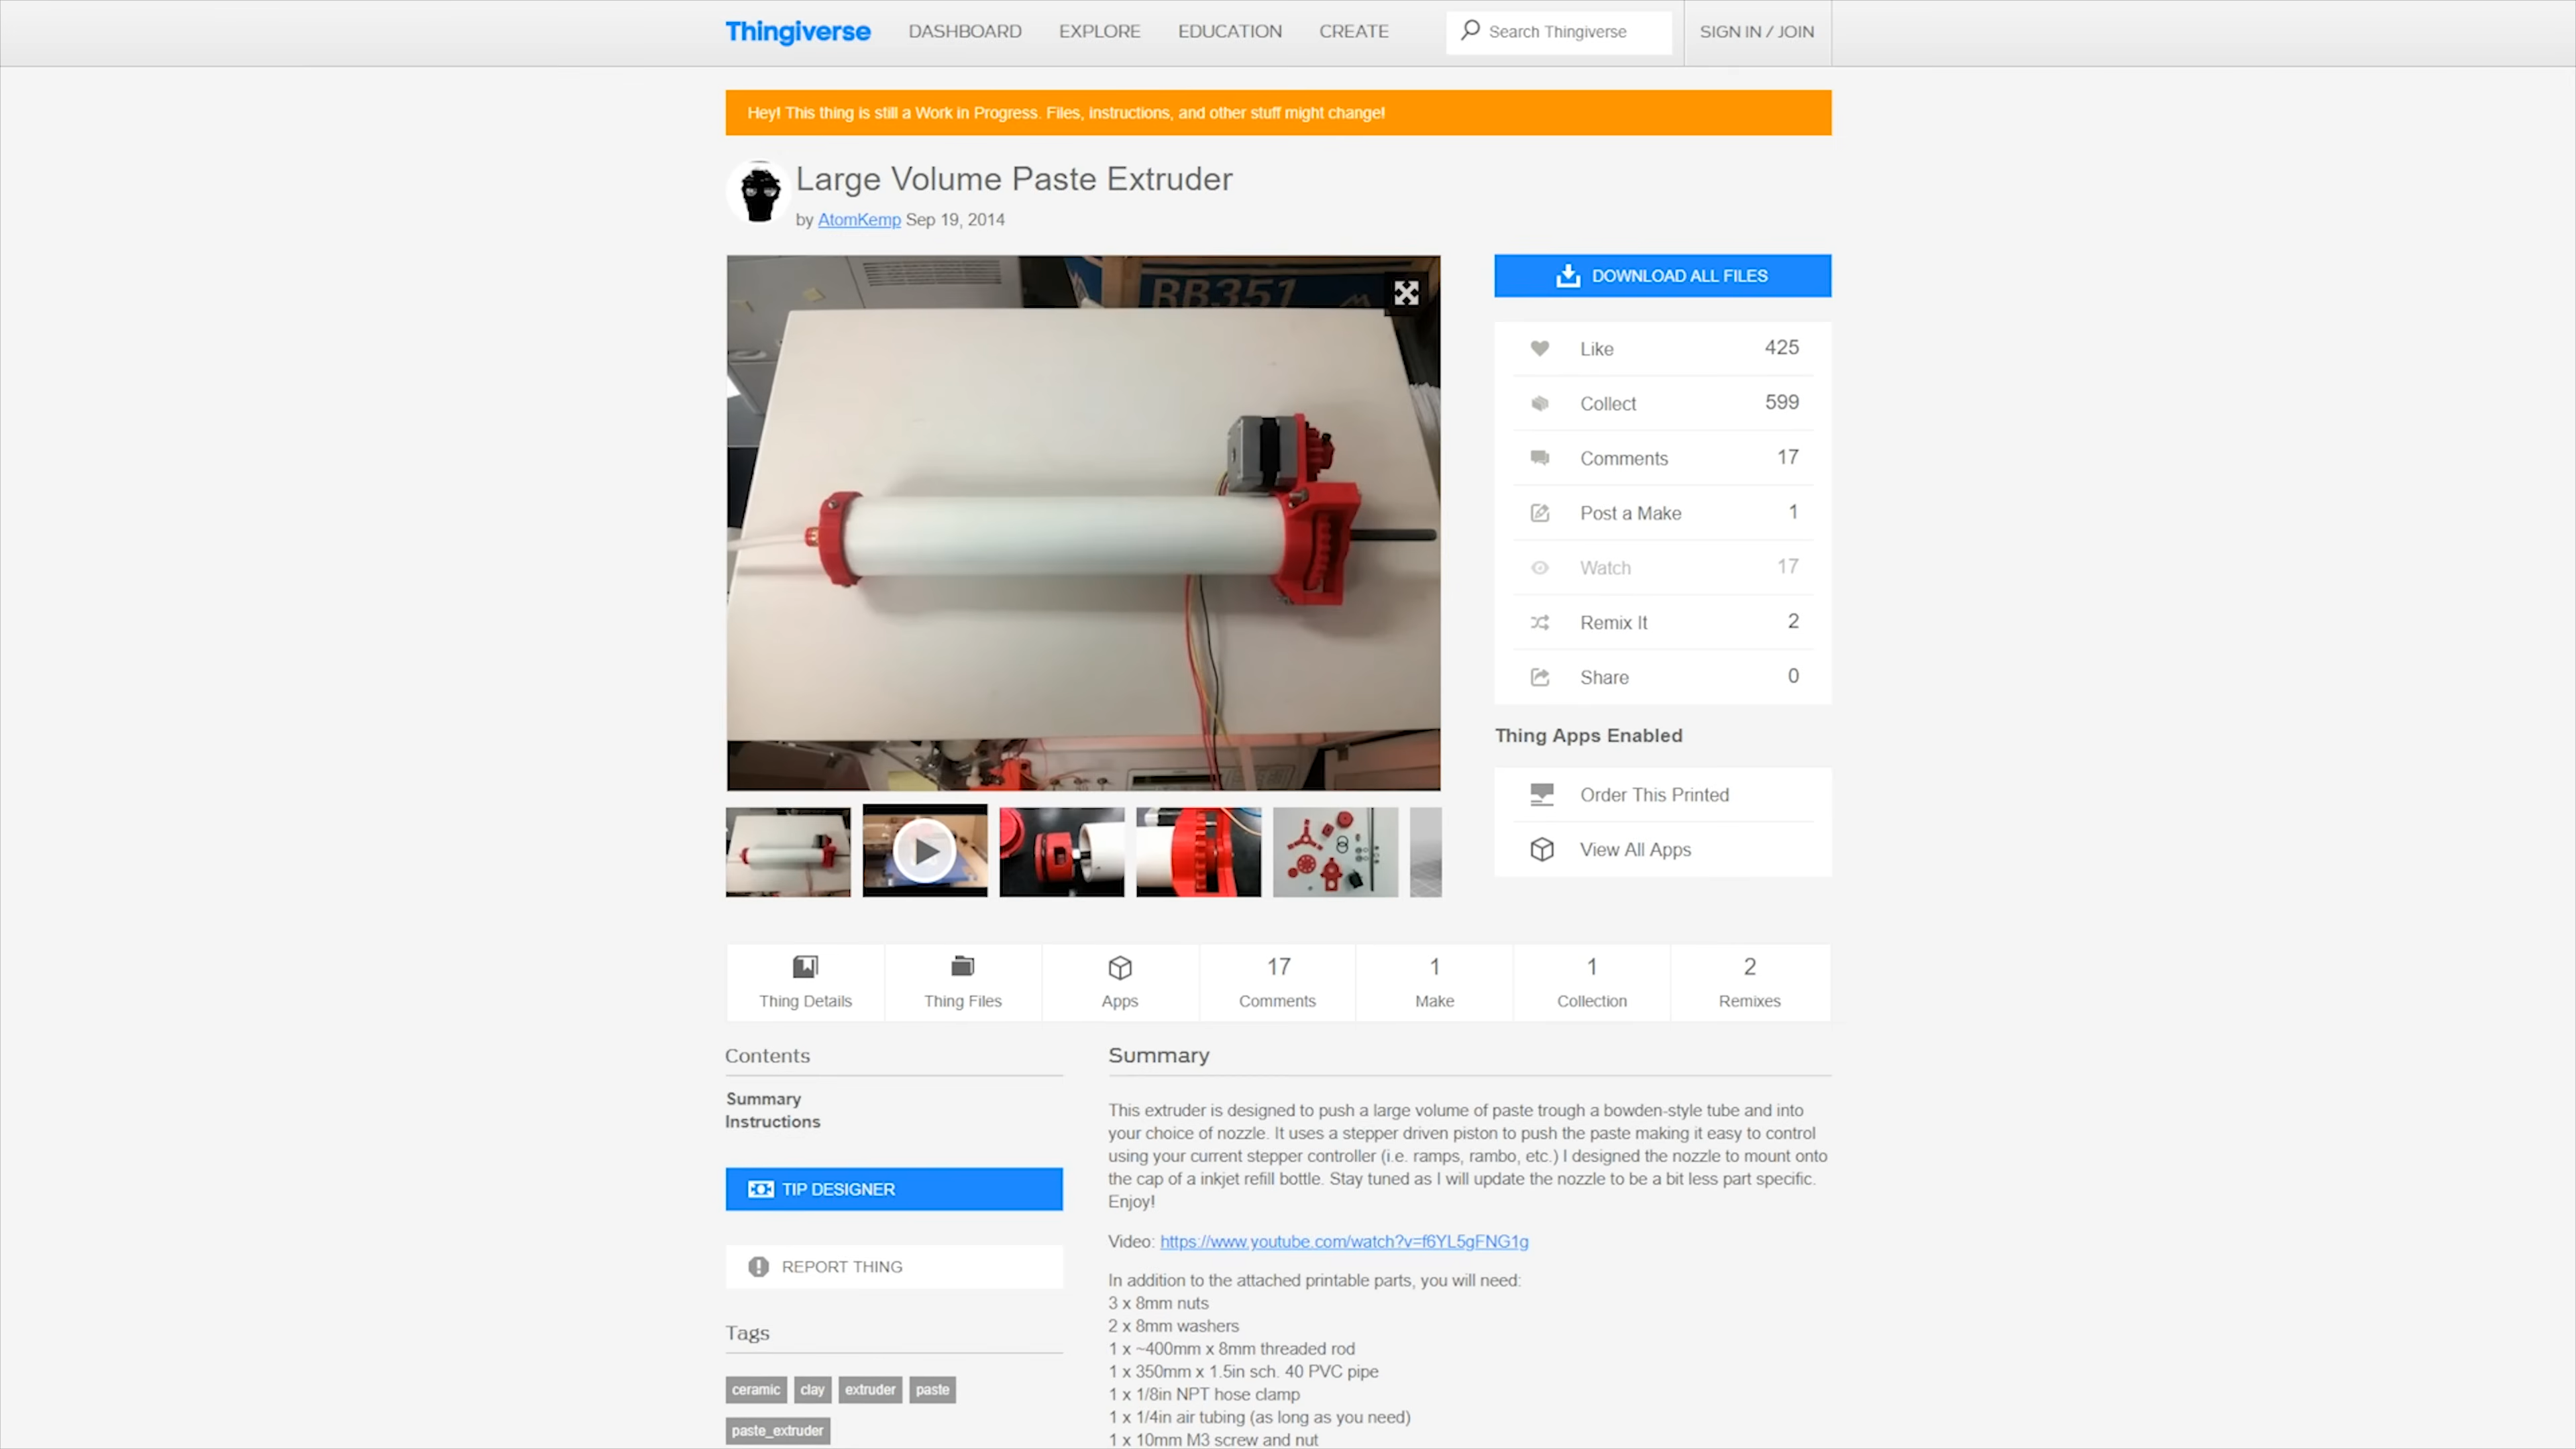 Thingiverse DASHBOARD EXPLORE EDUCATION CREATE Search Thingiverse SIGN IN / JOIN
Hey! This thing is still a Work in Progress. Files, instructions, and other stuff might change!
Large Volume Paste Extruder
by AtomKemp Sep 19, 2014
RB351
DOWNLOAD ALL FILES
Like 425
Collect 599
Comments 17
Post a Make 1
Watch 17
Remix It 2
Share 0
Thing Apps Enabled
Order This Printed
View All Apps
Thing Details
Thing Files
Apps
17
Comments
1
Make
1
Collection
2
Remixes
Contents
Summary
Instructions
TIP DESIGNER
REPORT THING
Tags
ceramic clay extruder paste
paste_extruder
Summary
This extruder is designed to push a large volume of paste trough a bowden-style tube and into
your choice of nozzle. It uses a stepper driven piston to push the paste making it easy to control
using your current stepper controller (i.e. ramps, rambo, etc.) I designed the nozzle to mount onto
the cap of a inkjet refill bottle. Stay tuned as I will update the nozzle to be a bit less part specific.
Enjoy!
Video: https://www.youtube.com/watch?v=f6YL5gFNG1g
In addition to the attached printable parts, you will need:
3 x 8mm nuts
2 x 8mm washers
1 x ~400mm x 8mm threaded rod
1 x 350mm x 1.5in sch. 40 PVC pipe
1 x 1/8in NPT hose clamp
1 x 1/4in air tubing (as long as you need)
1 x 10mm M3 screw and nut